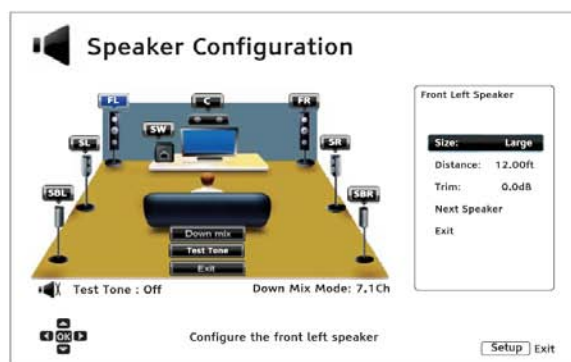 Speaker Configuration
FL
C
FR
SW
SL
SR
SBL
SBR
Down mix
Test Tone
Exit
Test Tone : Off
Down Mix Mode: 7.1Ch
Front Left Speaker
Size: Large
Distance: 12.00ft
Trim: 0.0dB
Next Speaker
Exit
OK
Configure the front left speaker
Setup Exit